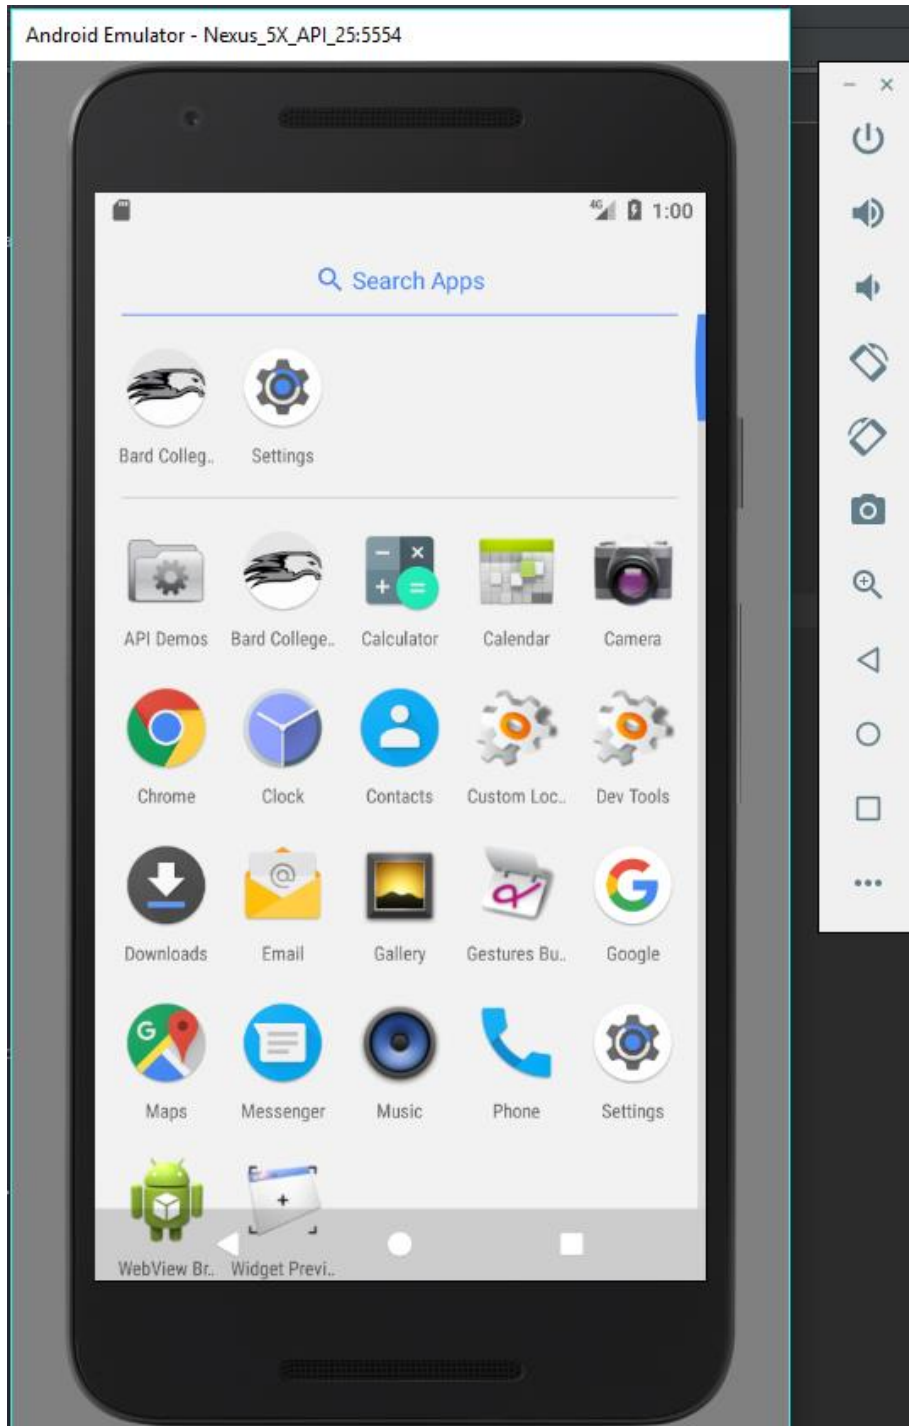 Android Emulator - Nexus_5X_API_25:5554
4G 1:00
Search Apps
Bard Colleg.. Settings
API Demos Bard College.. Calculator Calendar Camera
Chrome Clock Contacts Custom Loc.. Dev Tools
Downloads Email Gallery Gestures Bu.. Google
G
Maps Messenger Music Phone Settings
WebView Br.. Widget Previ..